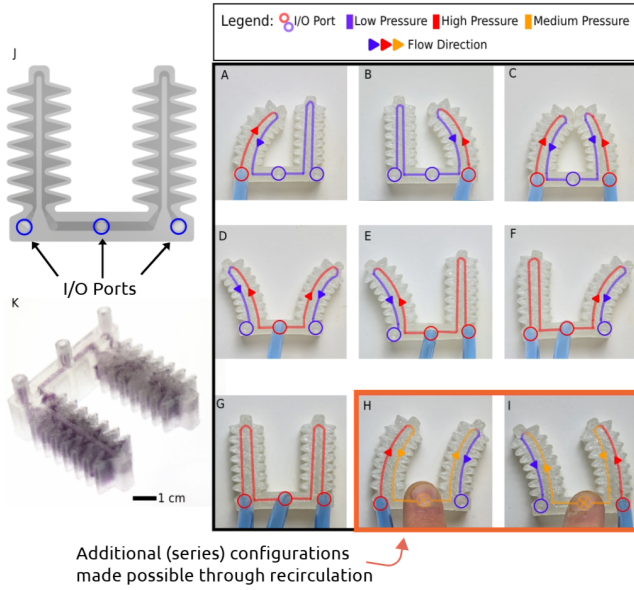 Legend: I/O Port Low Pressure High Pressure Medium Pressure
Flow Direction
J
A
B
C
I/O Ports
D
E
F
K
1 cm
G
H
I
Additional (series) configurations
made possible through recirculation